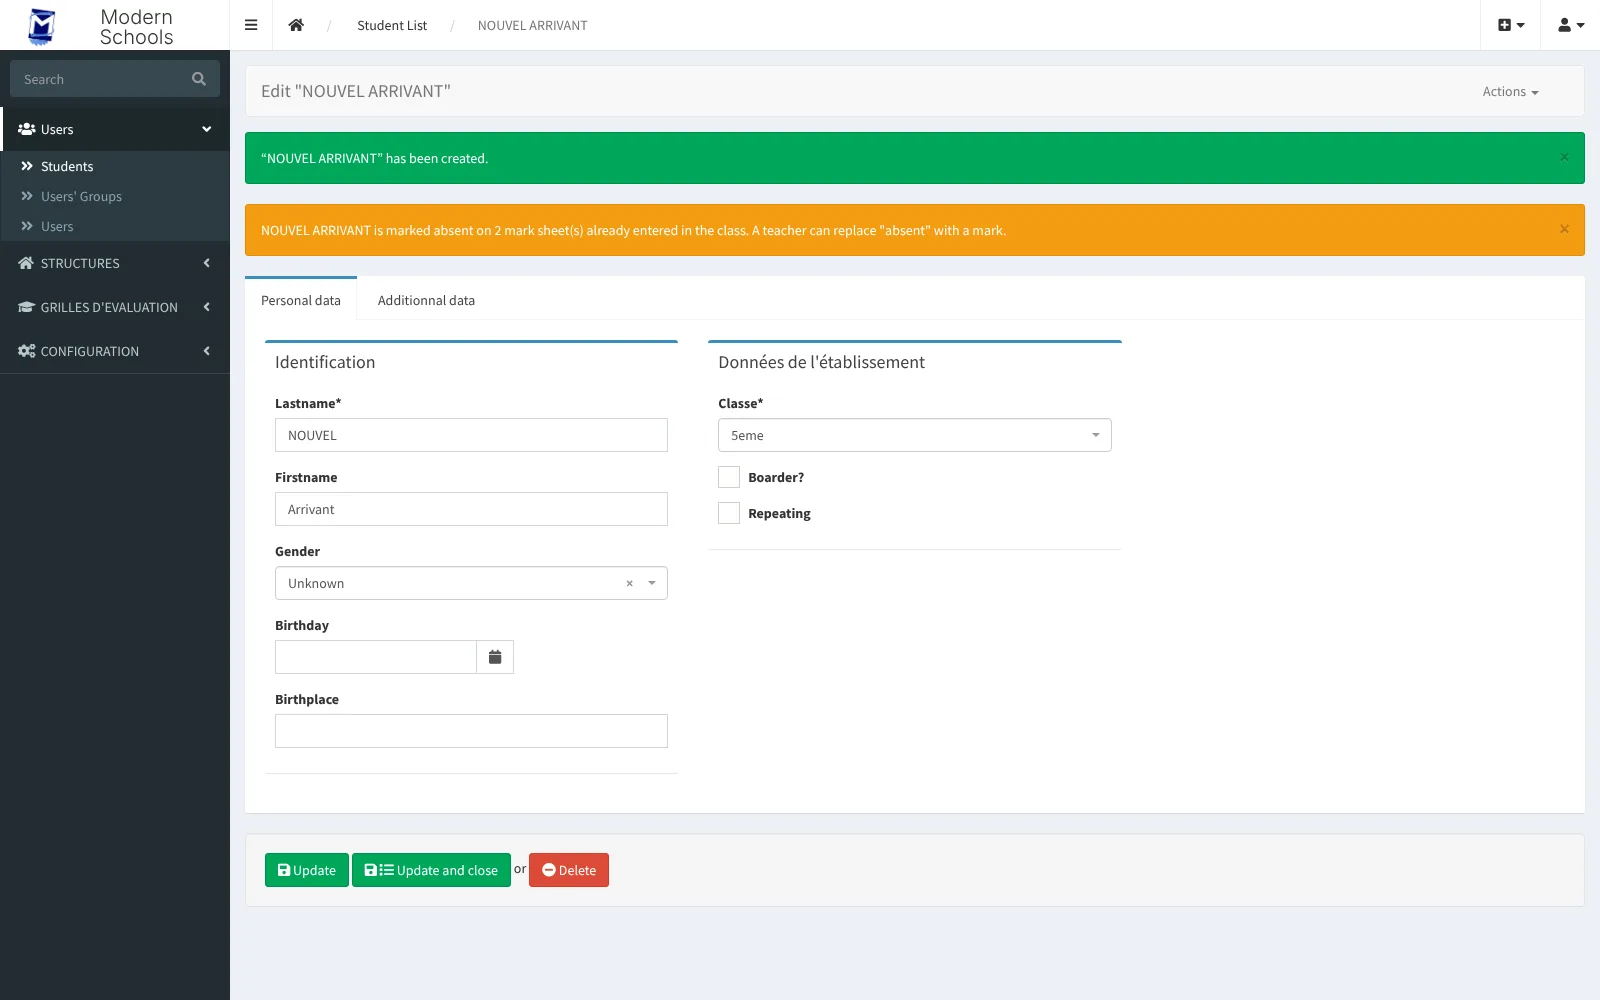 Modern
Schools
/ Student List / NOUVEL ARRIVANT
Search
Users
Students
Users' Groups
Users
STRUCTURES
GRILLES D'EVALUATION
CONFIGURATION
Edit "NOUVEL ARRIVANT"
Actions
“NOUVEL ARRIVANT” has been created.
×
NOUVEL ARRIVANT is marked absent on 2 mark sheet(s) already entered in the class. A teacher can replace "absent" with a mark.
×
Personal data
Additionnal data
Identification
Lastname*
NOUVEL
Firstname
Arrivant
Gender
Unknown ×
Birthday
Birthplace
Données de l'établissement
Classe*
5eme
Boarder?
Repeating
Update Update and close or Delete